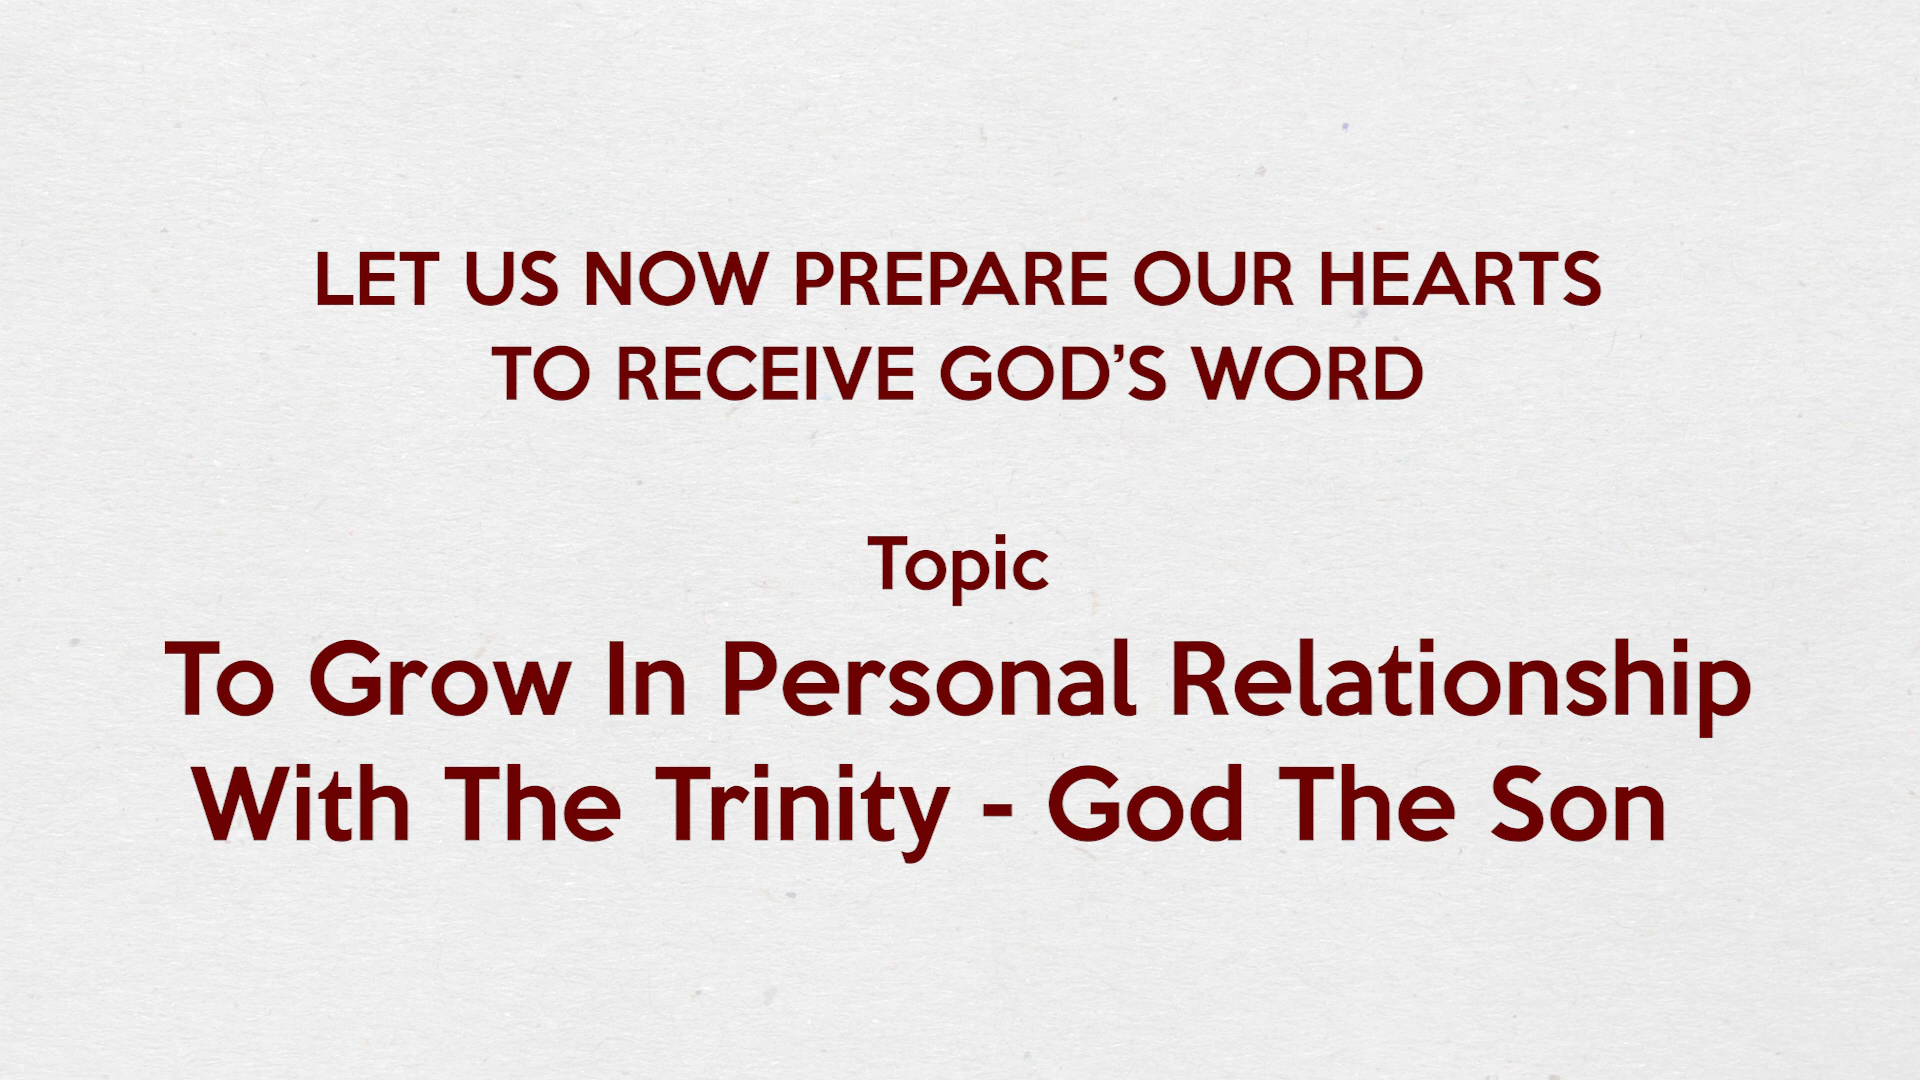 LET US NOW PREPARE OUR HEARTS
TO RECEIVE GOD’S WORD
Topic
To Grow In Personal Relationship
With The Trinity - God The Son